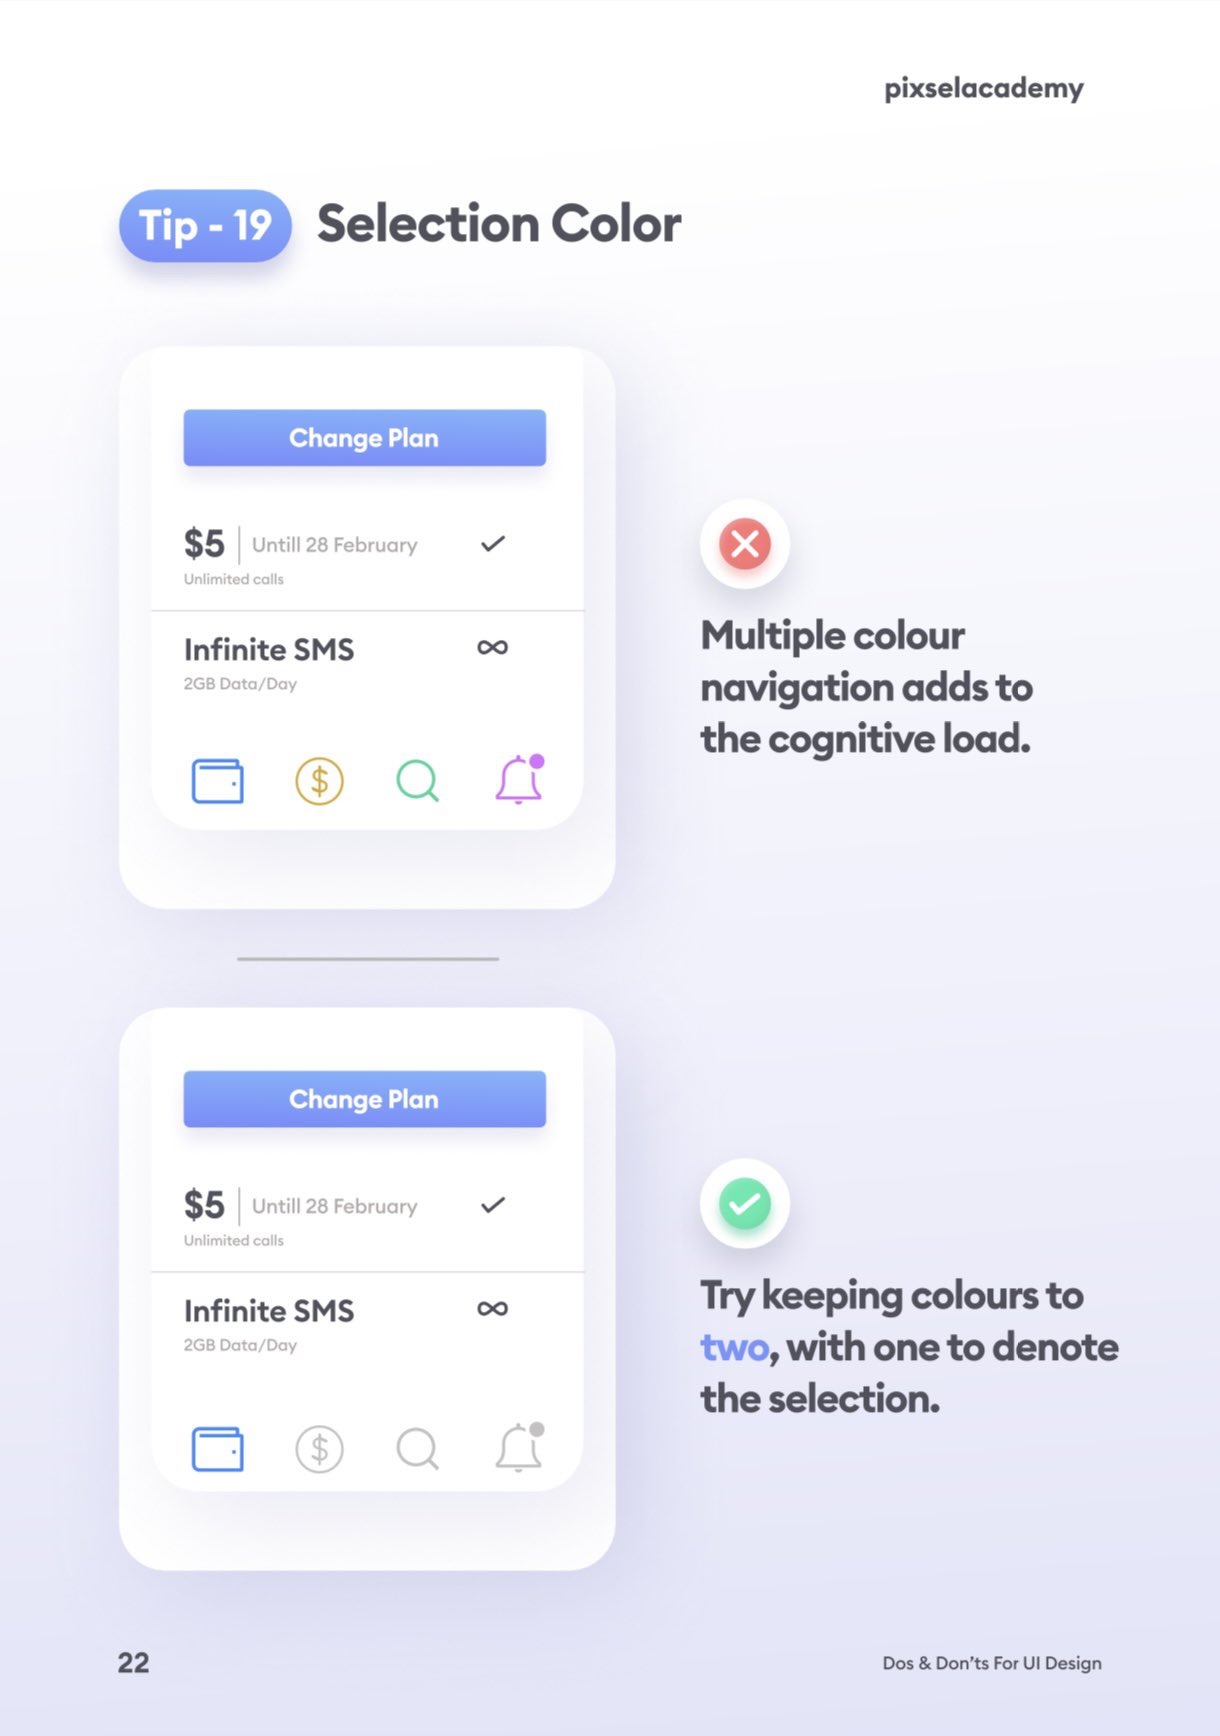 pixselacademy
Tip - 19 Selection Color
Change Plan
$5 Untill 28 February
Unlimited calls
Infinite SMS
2GB Data/Day
$
Multiple colour
navigation adds to
the cognitive load.
Change Plan
$5 Untill 28 February
Unlimited calls
Infinite SMS
2GB Data/Day
$
Try keeping colours to
two, with one to denote
the selection.
22
Dos & Don’ts For UI Design